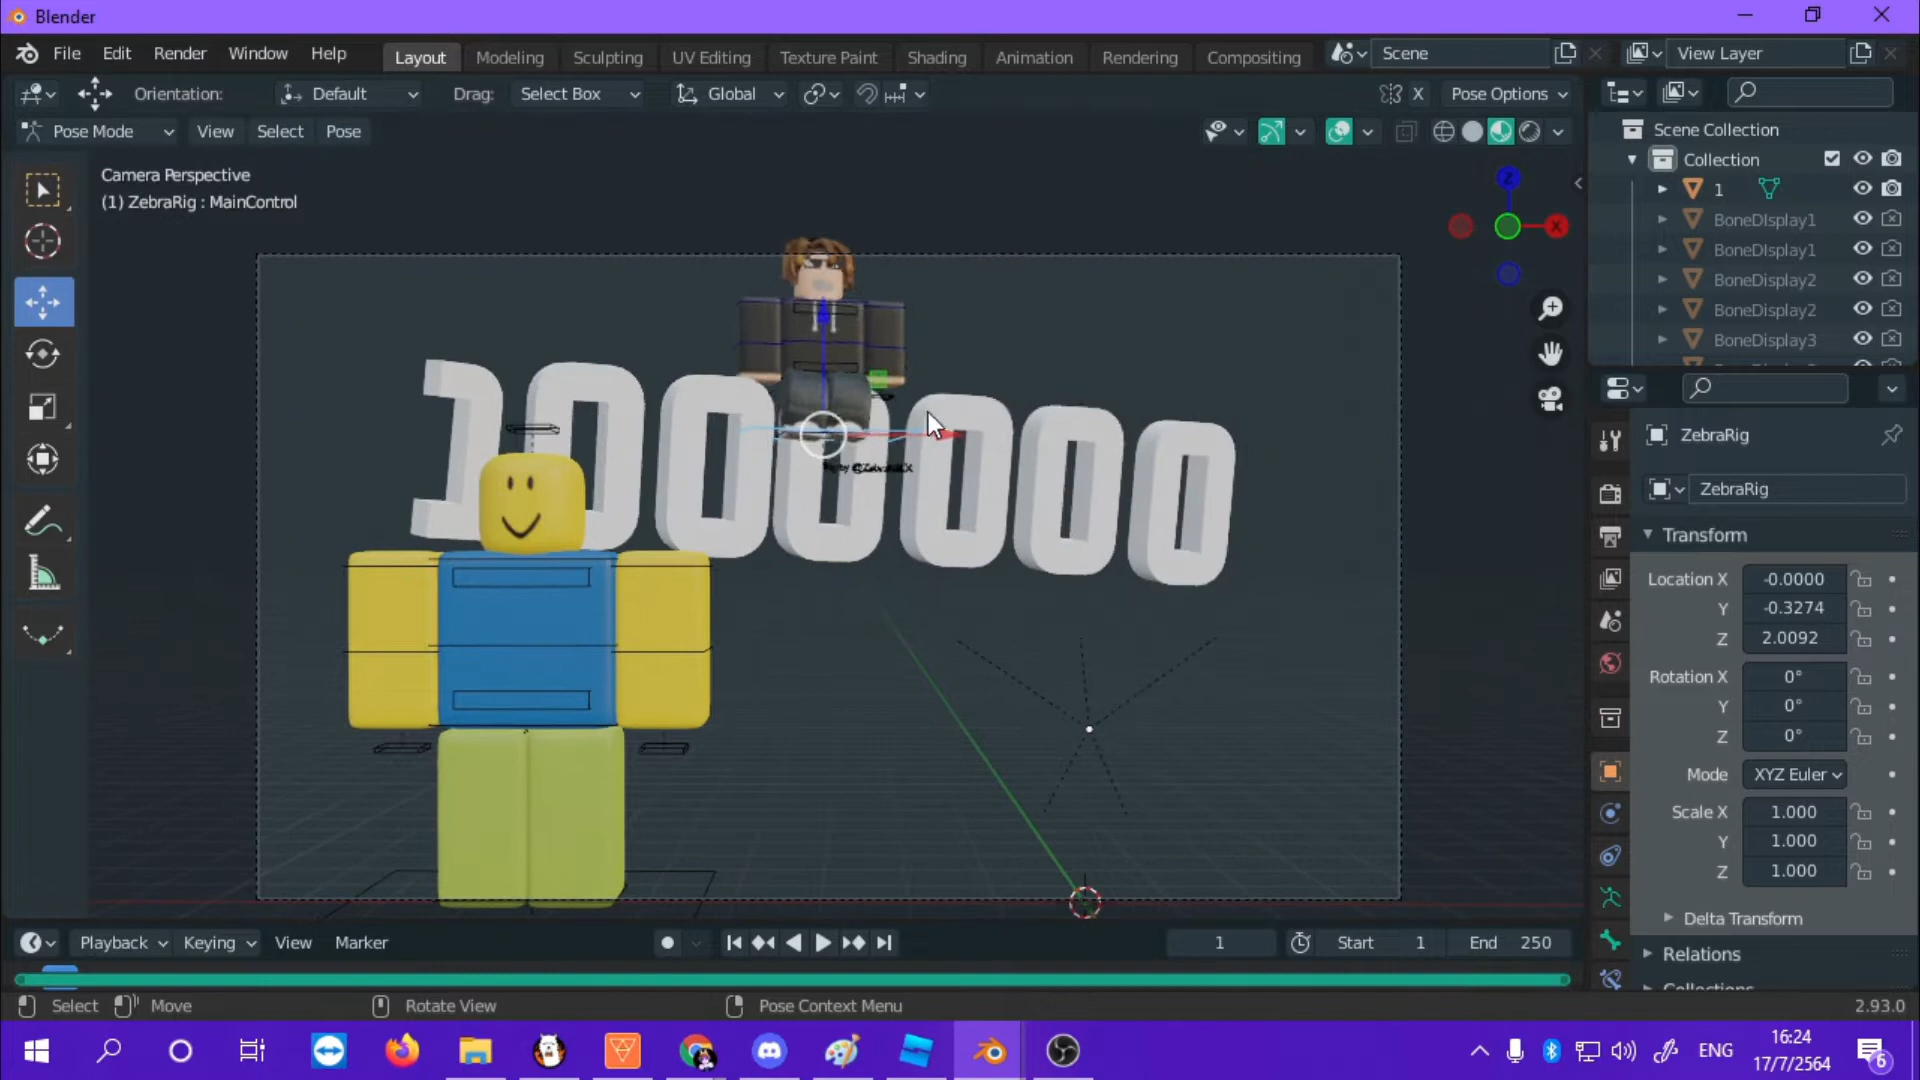 Blender
File Edit Render Window Help Layout Modeling Sculpting UV Editing Texture Paint Shading Animation Rendering Compositing Scene View Layer
Orientation: Default Drag: Select Box Global X Pose Options
Pose Mode View Select Pose
Camera Perspective
(1) ZebraRig : MainControl
Z
X
1000000
Scene Collection
Collection
1
BoneDIsplay1
BoneDisplay1
BoneDisplay2
BoneDisplay2
BoneDisplay3
ZebraRig
ZebraRig
Transform
Location X -0.0000
Y -0.3274
Z 2.0092
Rotation X 0°
Y 0°
Z 0°
Mode XYZ Euler
Scale X 1.000
Y 1.000
Z 1.000
Delta Transform
Relations
Playback Keying View Marker 1 Start 1 End 250
Select Move Rotate View Pose Context Menu 2.93.0
ENG 16:24
17/7/2564
6